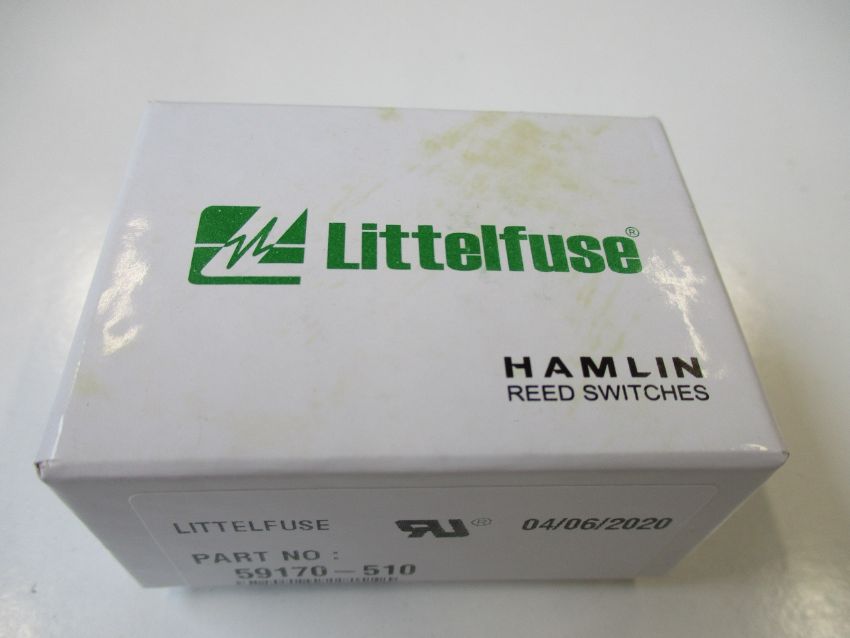 Littelfuse®
HAMLIN
REED SWITCHES
LITTELFUSE ® 04/06/2020
PART NO :
59170-510